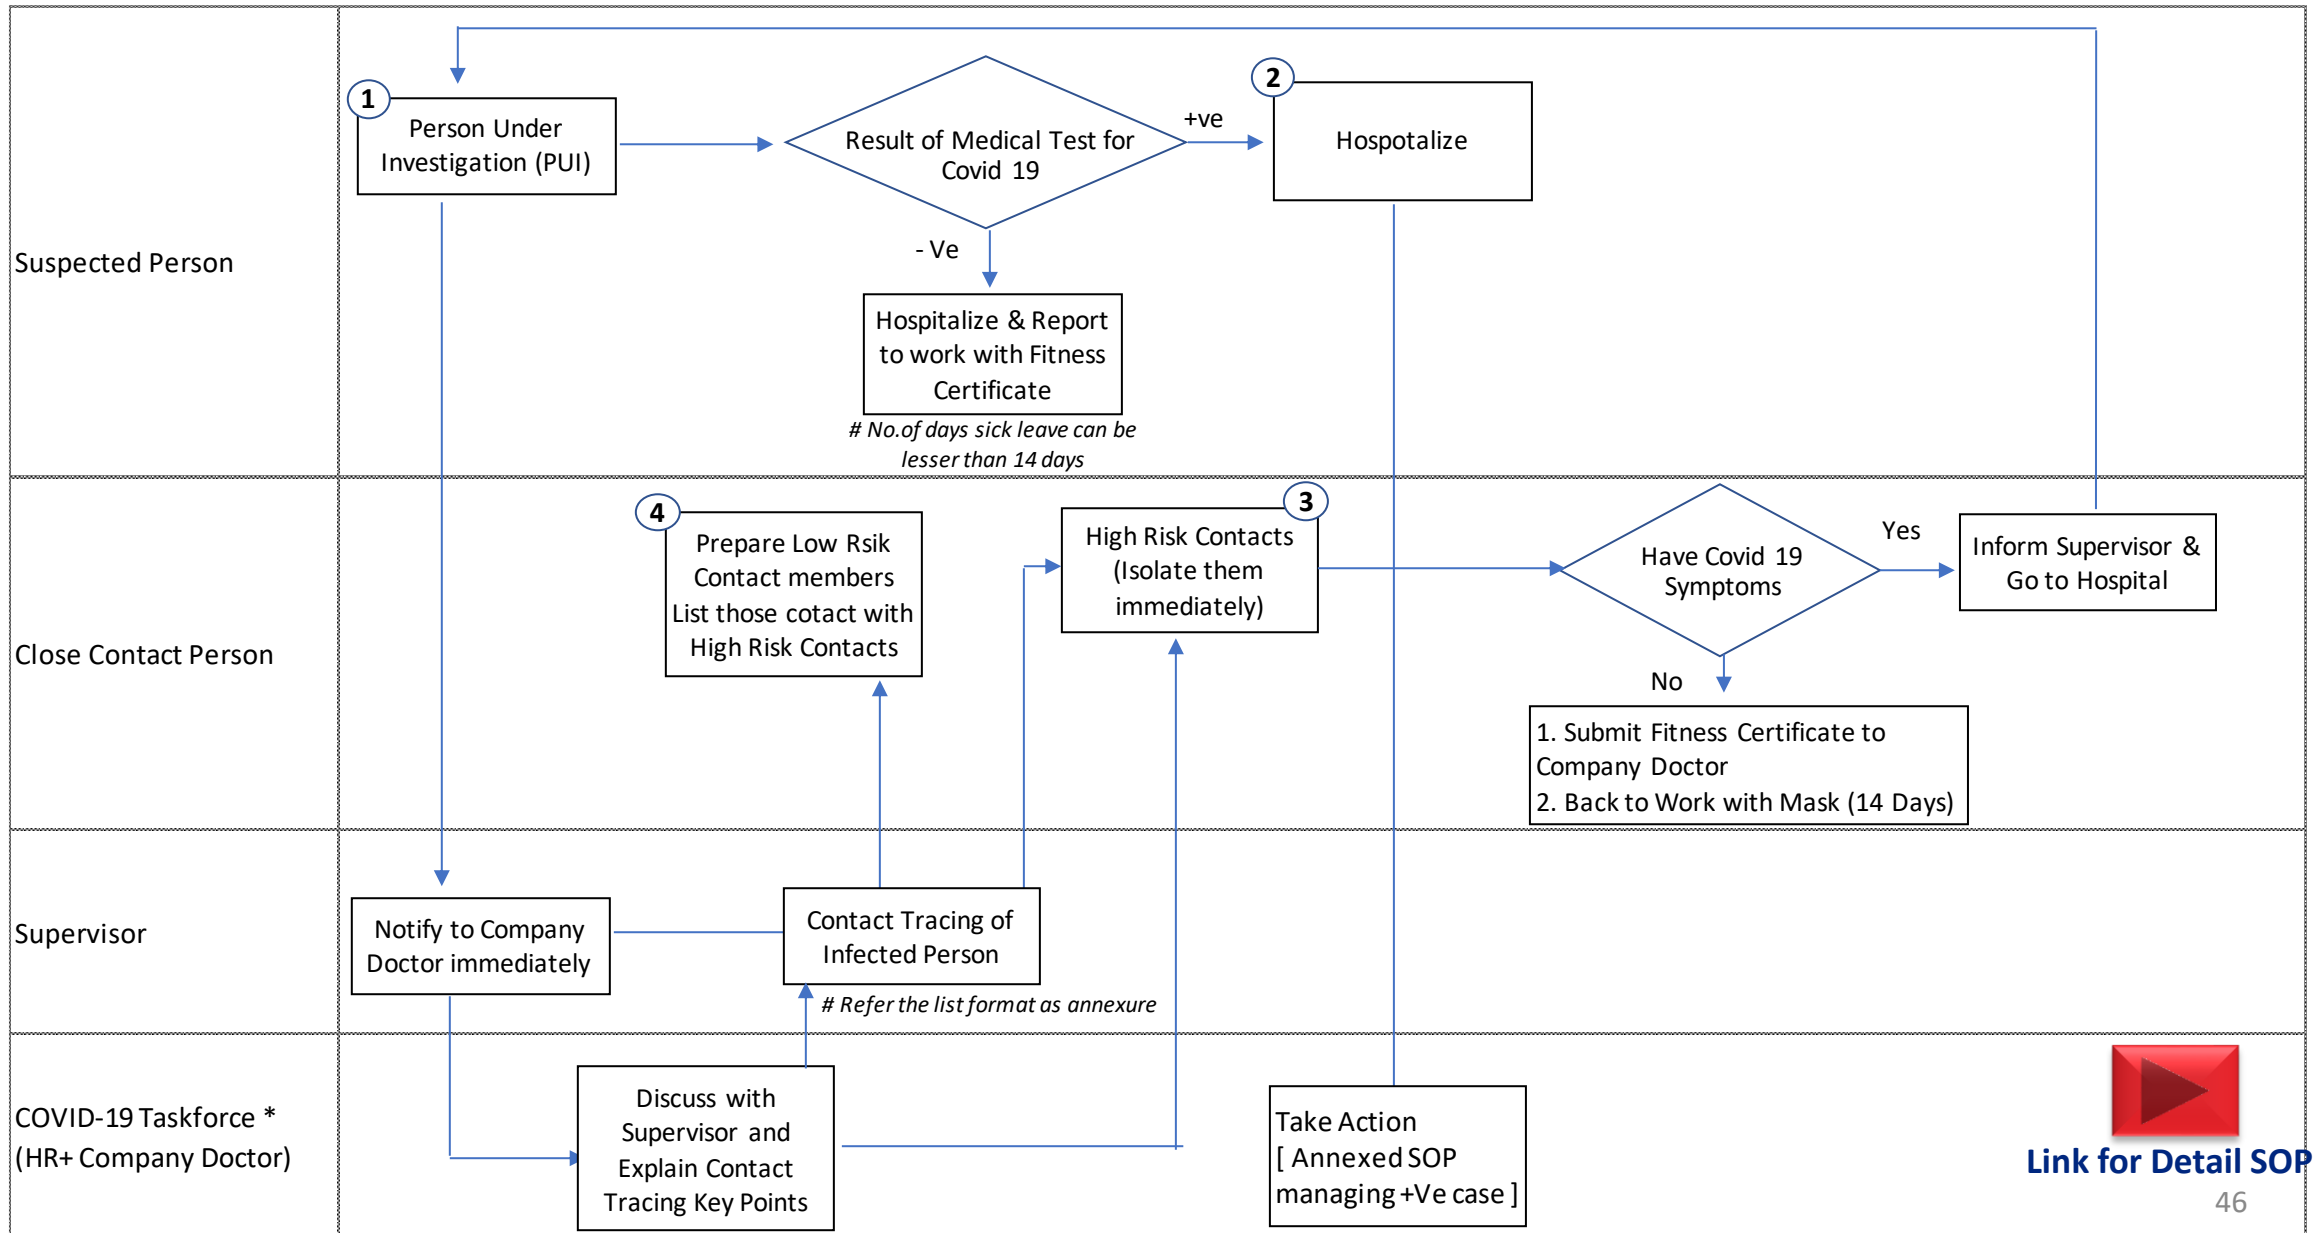 Suspected Person
1
Person Under
Investigation (PUI)
Result of Medical Test for
Covid 19
+ve
2
Hospotalize
- Ve
Hospitalize & Report
to work with Fitness
Certificate
# No.of days sick leave can be
lesser than 14 days
Close Contact Person
4
Prepare Low Rsik
Contact members
List those cotact with
High Risk Contacts
3
High Risk Contacts
(Isolate them
immediately)
Have Covid 19
Symptoms
Yes
Inform Supervisor &
Go to Hospital
No
1. Submit Fitness Certificate to
Company Doctor
2. Back to Work with Mask (14 Days)
Supervisor
Notify to Company
Doctor immediately
Contact Tracing of
Infected Person
# Refer the list format as annexure
COVID-19 Taskforce *
(HR+ Company Doctor)
Discuss with
Supervisor and
Explain Contact
Tracing Key Points
Take Action
[ Annexed SOP
managing +Ve case ]
Link for Detail SOP
46